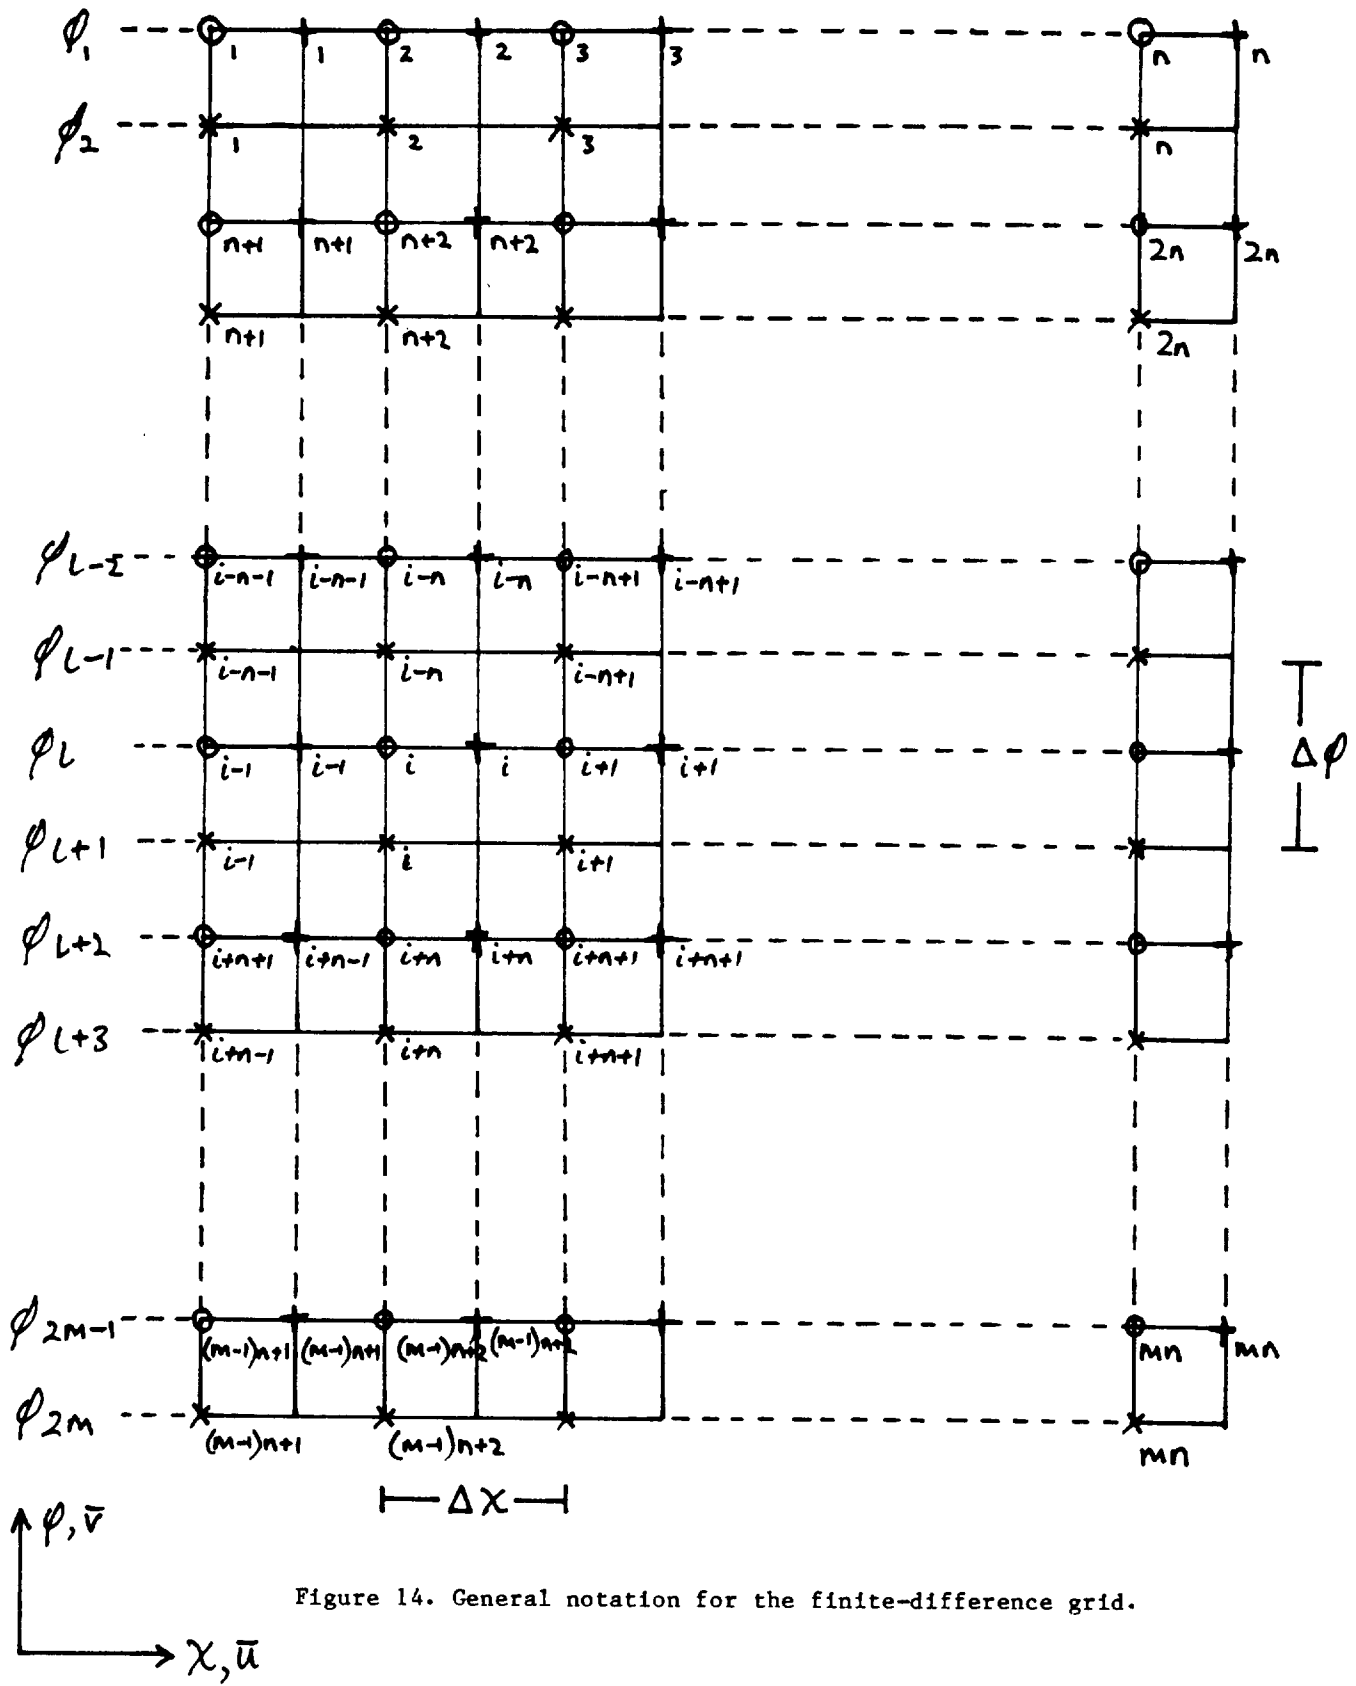 φ₁ 1 1 2 2 3 3 n n
φ₂ 1 2 3 n
n+1 n+1 n+2 n+2 2n 2n
n+1 n+2 2n
φL-2 i-n-1 i-n-1 i-n i-n i-n+1 i-n+1
φL-1 i-n-1 i-n i-n+1
φL i-1 i-1 i i i+1 i+1
Δφ
φL+1 i-1 i i+1
φL+2 i+n+1 i+n-1 i+n i+n i+n+1 i+n+1
φL+3 i+n-1 i+n i+n+1
φ2m-1 (m-1)n+1 (m-1)n+1 (m-1)n+2 (m-1)n+2 mn mn
φ2m (m-1)n+1 (m-1)n+2 mn
Δχ
φ, v̅
Figure 14. General notation for the finite-difference grid.
χ, u̅